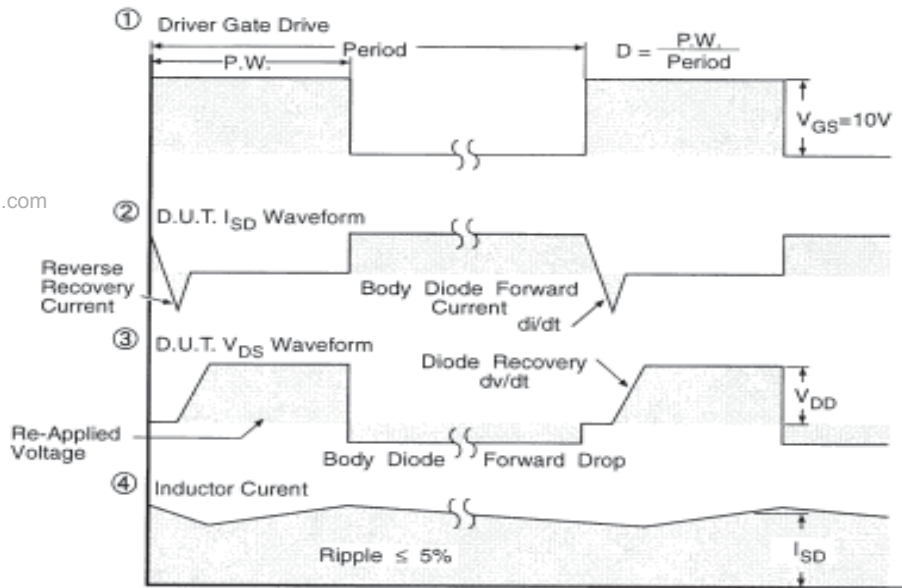 ① Driver Gate Drive
Period
P.W.
D = P.W. / Period
V_GS=10V
.com
② D.U.T. I_SD Waveform
Reverse
Recovery
Current
Body Diode Forward
Current
di/dt
③ D.U.T. V_DS Waveform
Diode Recovery
dv/dt
V_DD
Re-Applied
Voltage
Body Diode Forward Drop
④ Inductor Curent
Ripple ≤ 5%
I_SD